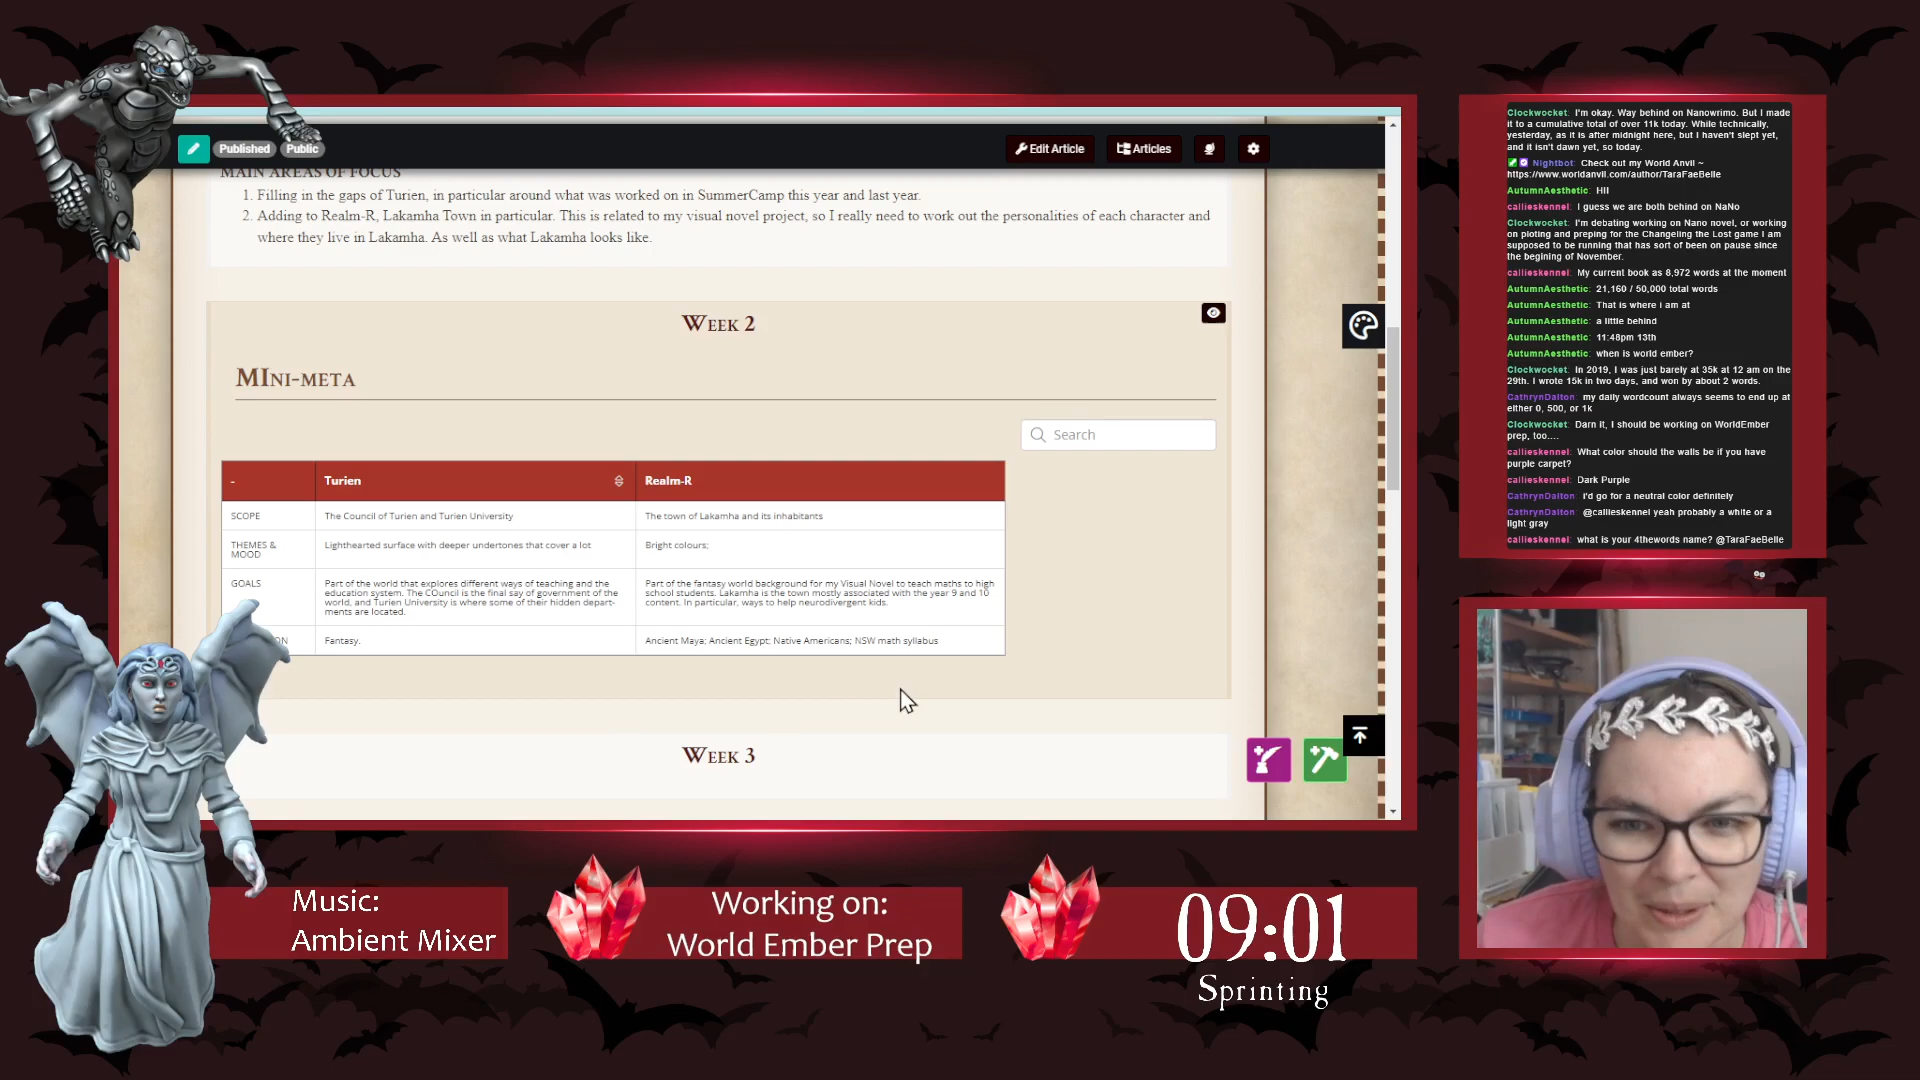 Published
Public
Edit Article
Articles
MAIN AREAS OF FOCUS
1. Filling in the gaps of Turien, in particular around what was worked on in SummerCamp this year and last year.
2. Adding to Realm-R, Lakamha Town in particular. This is related to my visual novel project, so I really need to work out the personalities of each character and
where they live in Lakamha. As well as what Lakamha looks like.
WEEK 2
MINI-META
Search
-
Turien
Realm-R
SCOPE
The Council of Turien and Turien University
The town of Lakamha and its inhabitants
THEMES &
MOOD
Lighthearted surface with deeper undertones that cover a lot
Bright colours;
GOALS
Part of the world that explores different ways of teaching and the
education system. The COuncil is the final say of government of the
world, and Turien University is where some of their hidden depart-
ments are located.
Part of the fantasy world background for my Visual Novel to teach maths to high
school students. Lakamha is the town mostly associated with the year 9 and 10
content. In particular, ways to help neurodivergent kids.
ON
Fantasy.
Ancient Maya; Ancient Egypt; Native Americans; NSW math syllabus
WEEK 3
Music:
Ambient Mixer
Working on:
World Ember Prep
09:01
Sprinting
Clockwocket: I'm okay. Way behind on Nanowrimo. But I made
it to a cumulative total of over 11k today. While technically,
yesterday, as it is after midnight here, but I haven't slept yet,
and it isn't dawn yet, so today.
Nightbot: Check out my World Anvil ~
https://www.worldanvil.com/author/TaraFaeBelle
AutumnAesthetic: HII
callieskennel: I guess we are both behind on NaNo
Clockwocket: I'm debating working on Nano novel, or working
on ploting and preping for the Changeling the Lost game I am
supposed to be running that has sort of been on pause since
the begining of November.
callieskennel: My current book as 8,972 words at the moment
AutumnAesthetic: 21,160 / 50,000 total words
AutumnAesthetic: That is where i am at
AutumnAesthetic: a little behind
AutumnAesthetic: 11:48pm 13th
AutumnAesthetic: when is world ember?
Clockwocket: In 2019, I was just barely at 35k at 12 am on the
29th. I wrote 15k in two days, and won by about 2 words.
CathrynDalton: my daily wordcount always seems to end up at
either 0, 500, or 1k
Clockwocket: Darn it, I should be working on WorldEmber
prep, too....
callieskennel: What color should the walls be if you have
purple carpet?
callieskennel: Dark Purple
CathrynDalton: i'd go for a neutral color definitely
CathrynDalton: @callieskennel yeah probably a white or a
light gray
callieskennel: what is your 4thewords name? @TaraFaeBelle